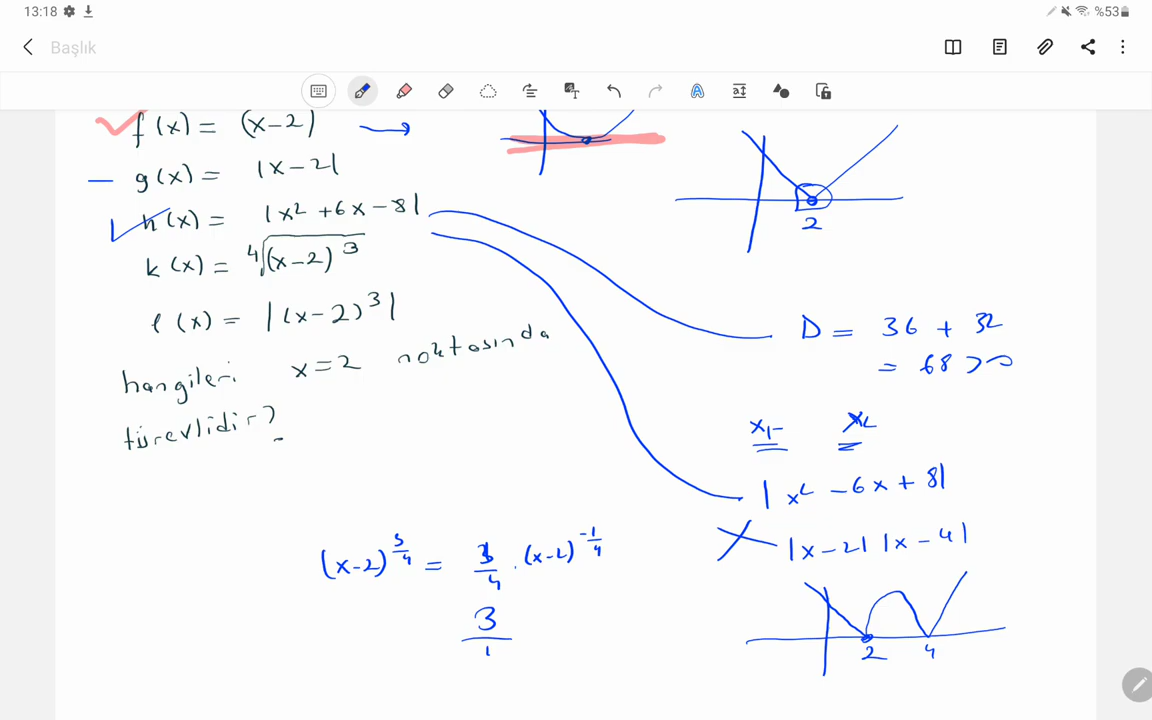 13:18
%53
Başlık
f(x) = (x-2)
g(x) = |x-2|
h(x) = |x² +6x -8|
k(x) = ∜(x-2)³
l(x) = |(x-2)³|
hangileri x=2 noktasında
türevlidir?
2
D = 36 + 32
= 68 >0
x₁ x₂
|x² -6x + 8|
|x-2| |x-4|
2 4
(x-2)^3/4 = 3/4 . (x-2)^-1/4
3